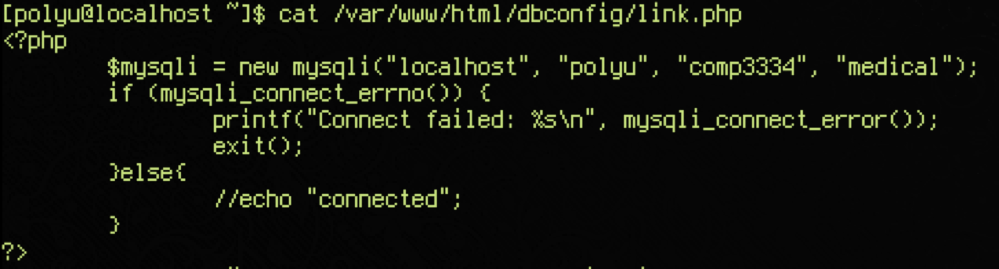 [polyu@localhost ~]$ cat /var/www/html/dbconfig/link.php
<?php
$mysqli = new mysqli("localhost", "polyu", "comp3334", "medical");
if (mysqli_connect_errno()) {
printf("Connect failed: %s\n", mysqli_connect_error());
exit();
}else{
//echo "connected";
}
?>